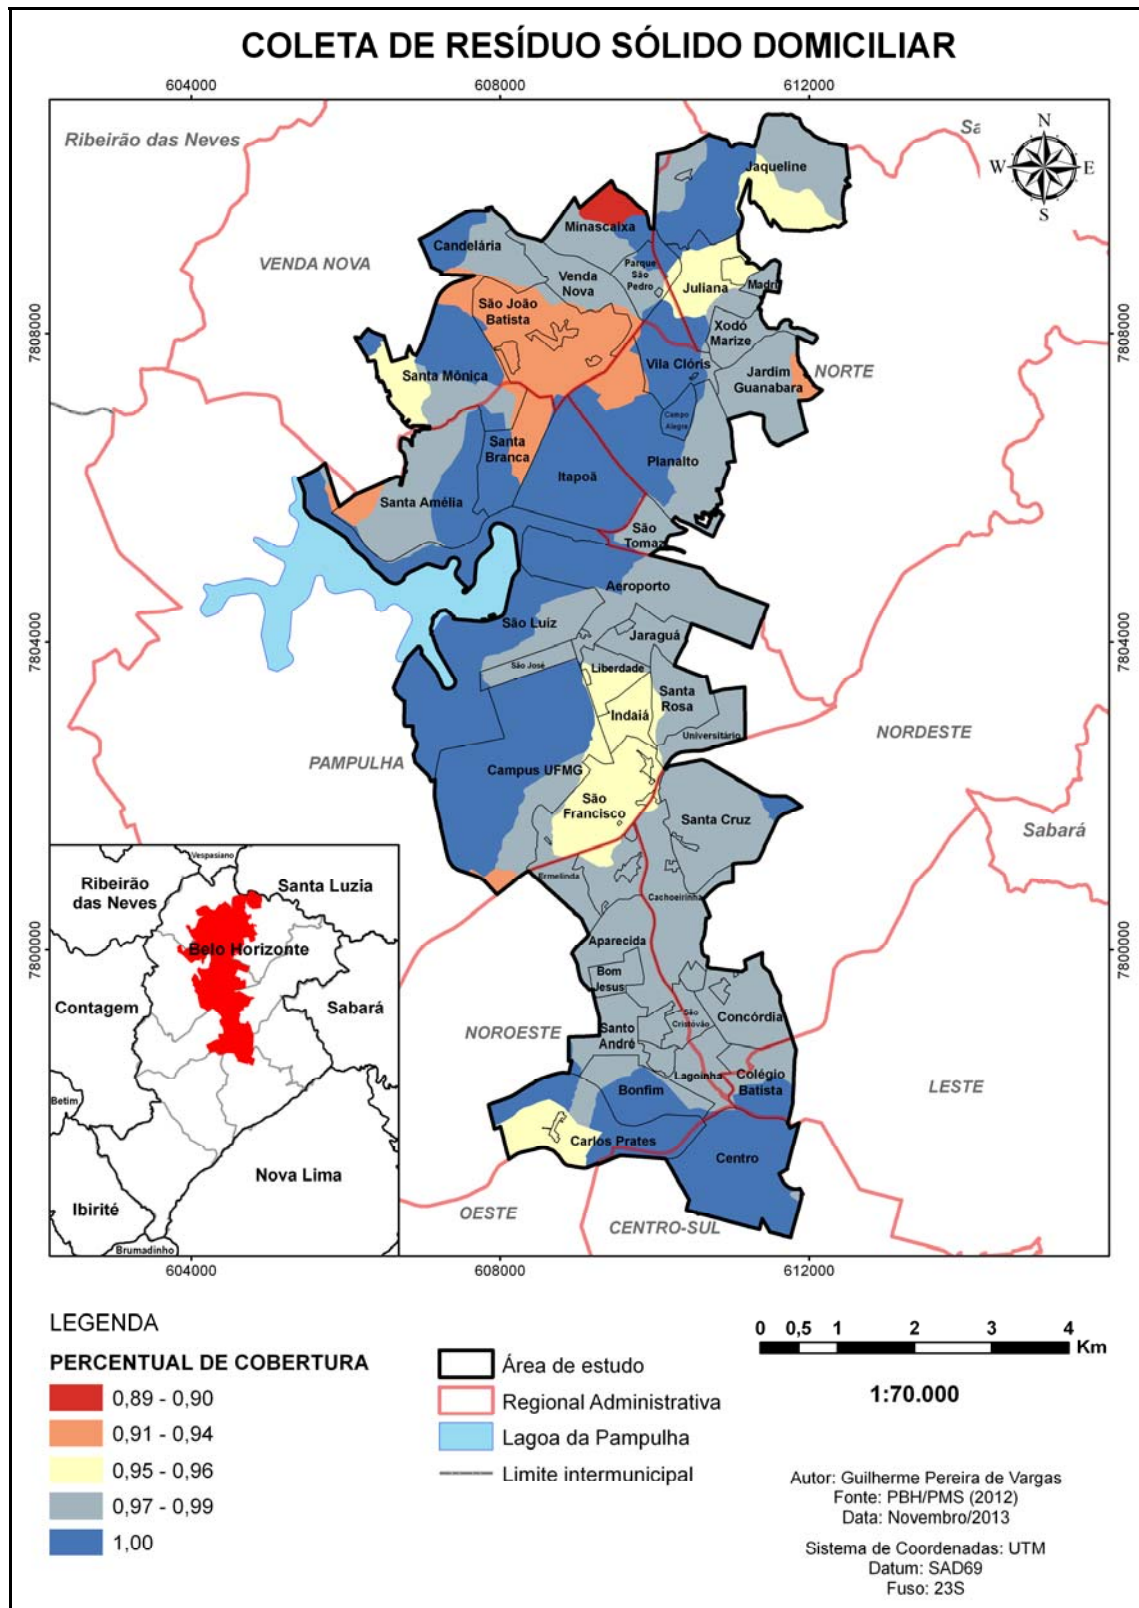 COLETA DE RESÍDUO SÓLIDO DOMICILIAR
604000
608000
612000
Ribeirão das Neves
N
W
E
S
Jaqueline
Minascaixa
Candelária
VENDA NOVA
Parque
São
Pedro
Venda
Nova
Juliana
São João
Batista
7808000
7808000
Xodó
Marize
Vila Clóris
NORTE
Jardim
Guanabara
Santa Mônica
Campo
Alegre
Santa
Branca
Planalto
Itapoã
Santa Amélia
São
Tomaz
Aeroporto
São Luíz
Jaraguá
7804000
7804000
São José
Liberdade
Santa
Rosa
Indaiá
Universitário
NORDESTE
PAMPULHA
Campus UFMG
São
Francisco
Santa Cruz
Sabará
Ermelinda
Cachoeirinha
Aparecida
7800000
7800000
Bom
Jesus
São
Cristóvão
Concórdia
NOROESTE
Santo
André
Lagoinha
Colégio
Batista
LESTE
Bonfim
Carlos Prates
Centro
OESTE
CENTRO-SUL
Vespasiano
Ribeirão
das Neves
Santa Luzia
Belo Horizonte
Contagem
Sabará
Betim
Nova Lima
Ibirité
Brumadinho
604000
608000
612000
LEGENDA
PERCENTUAL DE COBERTURA
0,89 - 0,90
0,91 - 0,94
0,95 - 0,96
0,97 - 0,99
1,00
Área de estudo
Regional Administrativa
Lagoa da Pampulha
Limite intermunicipal
0 0,5 1 2 3 4
Km
1:70.000
Autor: Guilherme Pereira de Vargas
Fonte: PBH/PMS (2012)
Data: Novembro/2013
Sistema de Coordenadas: UTM
Datum: SAD69
Fuso: 23S